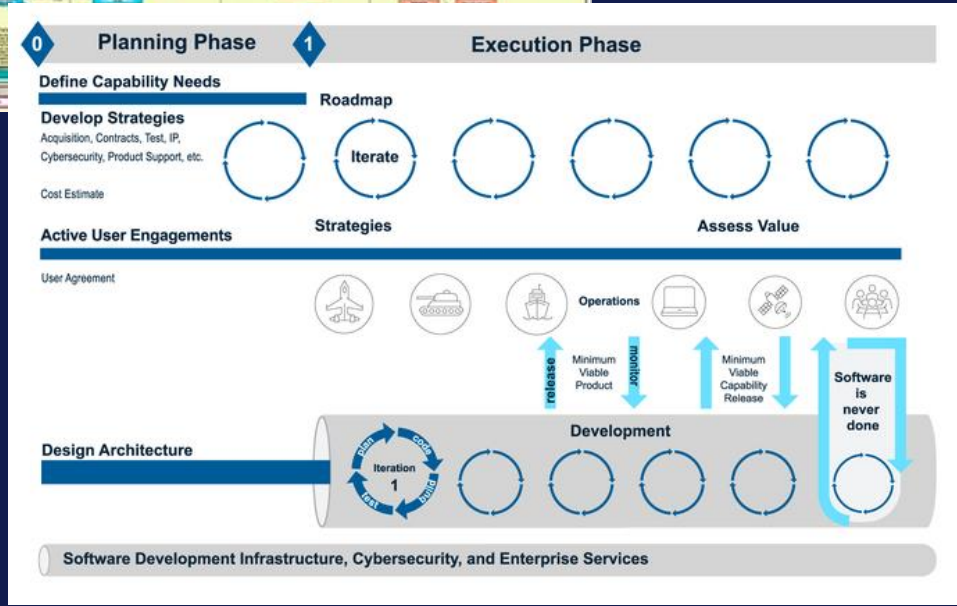 0
Planning Phase
1
Execution Phase
Define Capability Needs
Roadmap
Develop Strategies
Acquisition, Contracts, Test, IP,
Cybersecurity, Product Support, etc.
Iterate
Cost Estimate
Strategies
Assess Value
Active User Engagements
User Agreement
Operations
release
Minimum
Viable
Product
monitor
Minimum
Viable
Capability
Release
Software
is
never
done
Design Architecture
Development
plan
code
build
test
Iteration
1
Software Development Infrastructure, Cybersecurity, and Enterprise Services